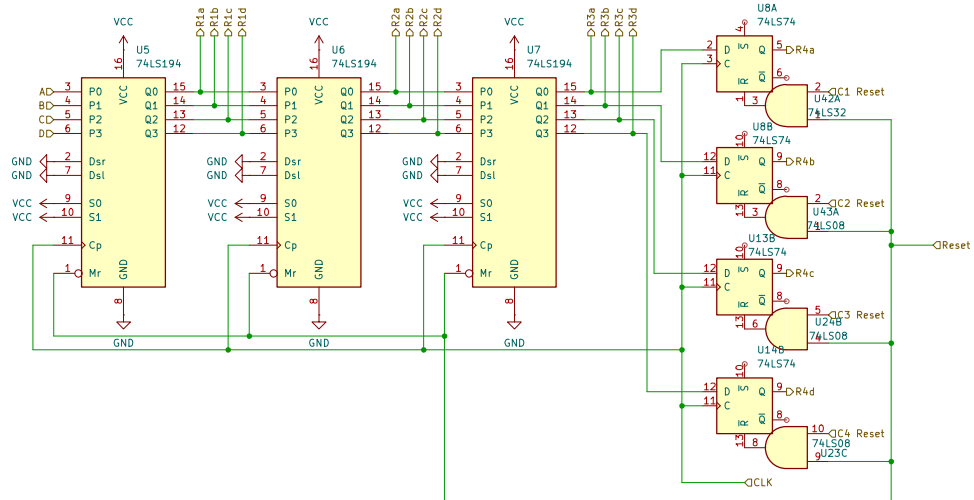 R1a R1b R1c R1d
R2a R2b R2c R2d
R3a R3b R3c R3d
VCC
U5
74LS194
16
VCC
A 3 P0 Q0 15
B 4 P1 Q1 14
C 5 P2 Q2 13
D 6 P3 Q3 12
GND 2 Dsr
GND 7 Dsl
VCC 9 S0
VCC 10 S1
11 Cp
1 Mr
GND
8
GND
VCC
U6
74LS194
16
VCC
3 P0 Q0 15
4 P1 Q1 14
5 P2 Q2 13
6 P3 Q3 12
GND 2 Dsr
GND 7 Dsl
VCC 9 S0
VCC 10 S1
11 Cp
1 Mr
GND
8
GND
VCC
U7
74LS194
16
VCC
3 P0 Q0 15
4 P1 Q1 14
5 P2 Q2 13
6 P3 Q3 12
GND 2 Dsr
GND 7 Dsl
VCC 9 S0
VCC 10 S1
11 Cp
1 Mr
GND
8
GND
U8A
74LS74
4
2 D S Q 5 R4a
3 C
R Q 6
1
3
2 C1 Reset
U42A
74LS32
1
U8B
74LS74
10
12 D S Q 9 R4b
11 C
R Q 8
13
3
2 C2 Reset
U43A
74LS08
1
Reset
U13B
74LS74
10
12 D S Q 9 R4c
11 C
R Q 8
13
6
5 C3 Reset
U24B
74LS08
4
U14B
74LS74
10
12 D S Q 9 R4d
11 C
R Q 8
13
8
10 C4 Reset
74LS08
U23C
9
CLK